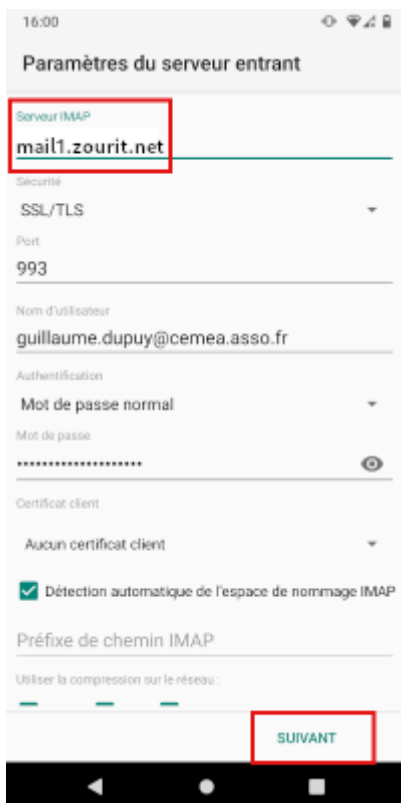 16:00
Paramètres du serveur entrant
Serveur IMAP
mail1.zourit.net
Sécurité
SSL/TLS
Port
993
Nom d'utilisateur
guillaume.dupuy@cemea.asso.fr
Authentification
Mot de passe normal
Mot de passe
••••••••••••••••••••
Certificat client
Aucun certificat client
Détection automatique de l'espace de nommage IMAP
Préfixe de chemin IMAP
Utiliser la compression sur le réseau :
SUIVANT